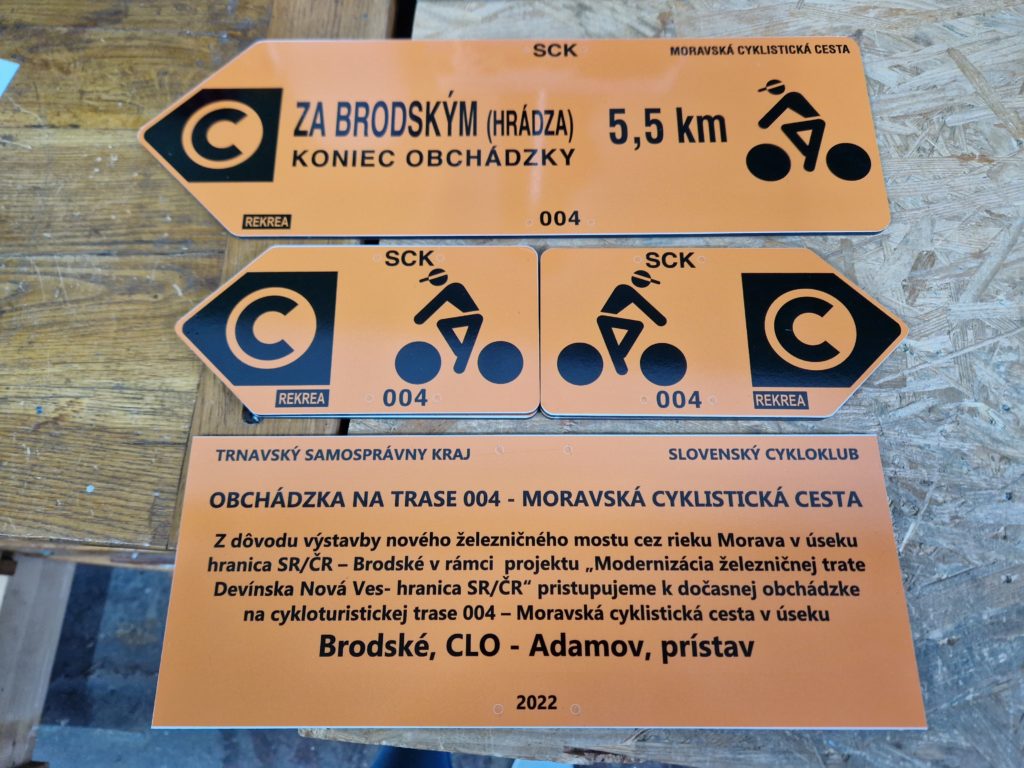 SCK MORAVSKÁ CYKLISTICKÁ CESTA
C ZA BRODSKÝM (HRÁDZA) 5,5 km
KONIEC OBCHÁDZKY
REKREA 004
SCK
C
REKREA 004
SCK
C
004 REKREA
TRNAVSKÝ SAMOSPRÁVNY KRAJ SLOVENSKÝ CYKLOKLUB
OBCHÁDZKA NA TRASE 004 - MORAVSKÁ CYKLISTICKÁ CESTA
Z dôvodu výstavby nového železničného mostu cez rieku Morava v úseku
hranica SR/ČR – Brodské v rámci projektu „Modernizácia železničnej trate
Devínska Nová Ves- hranica SR/ČR“ pristupujeme k dočasnej obchádzke
na cykloturistickej trase 004 – Moravská cyklistická cesta v úseku
Brodské, CLO - Adamov, prístav
2022